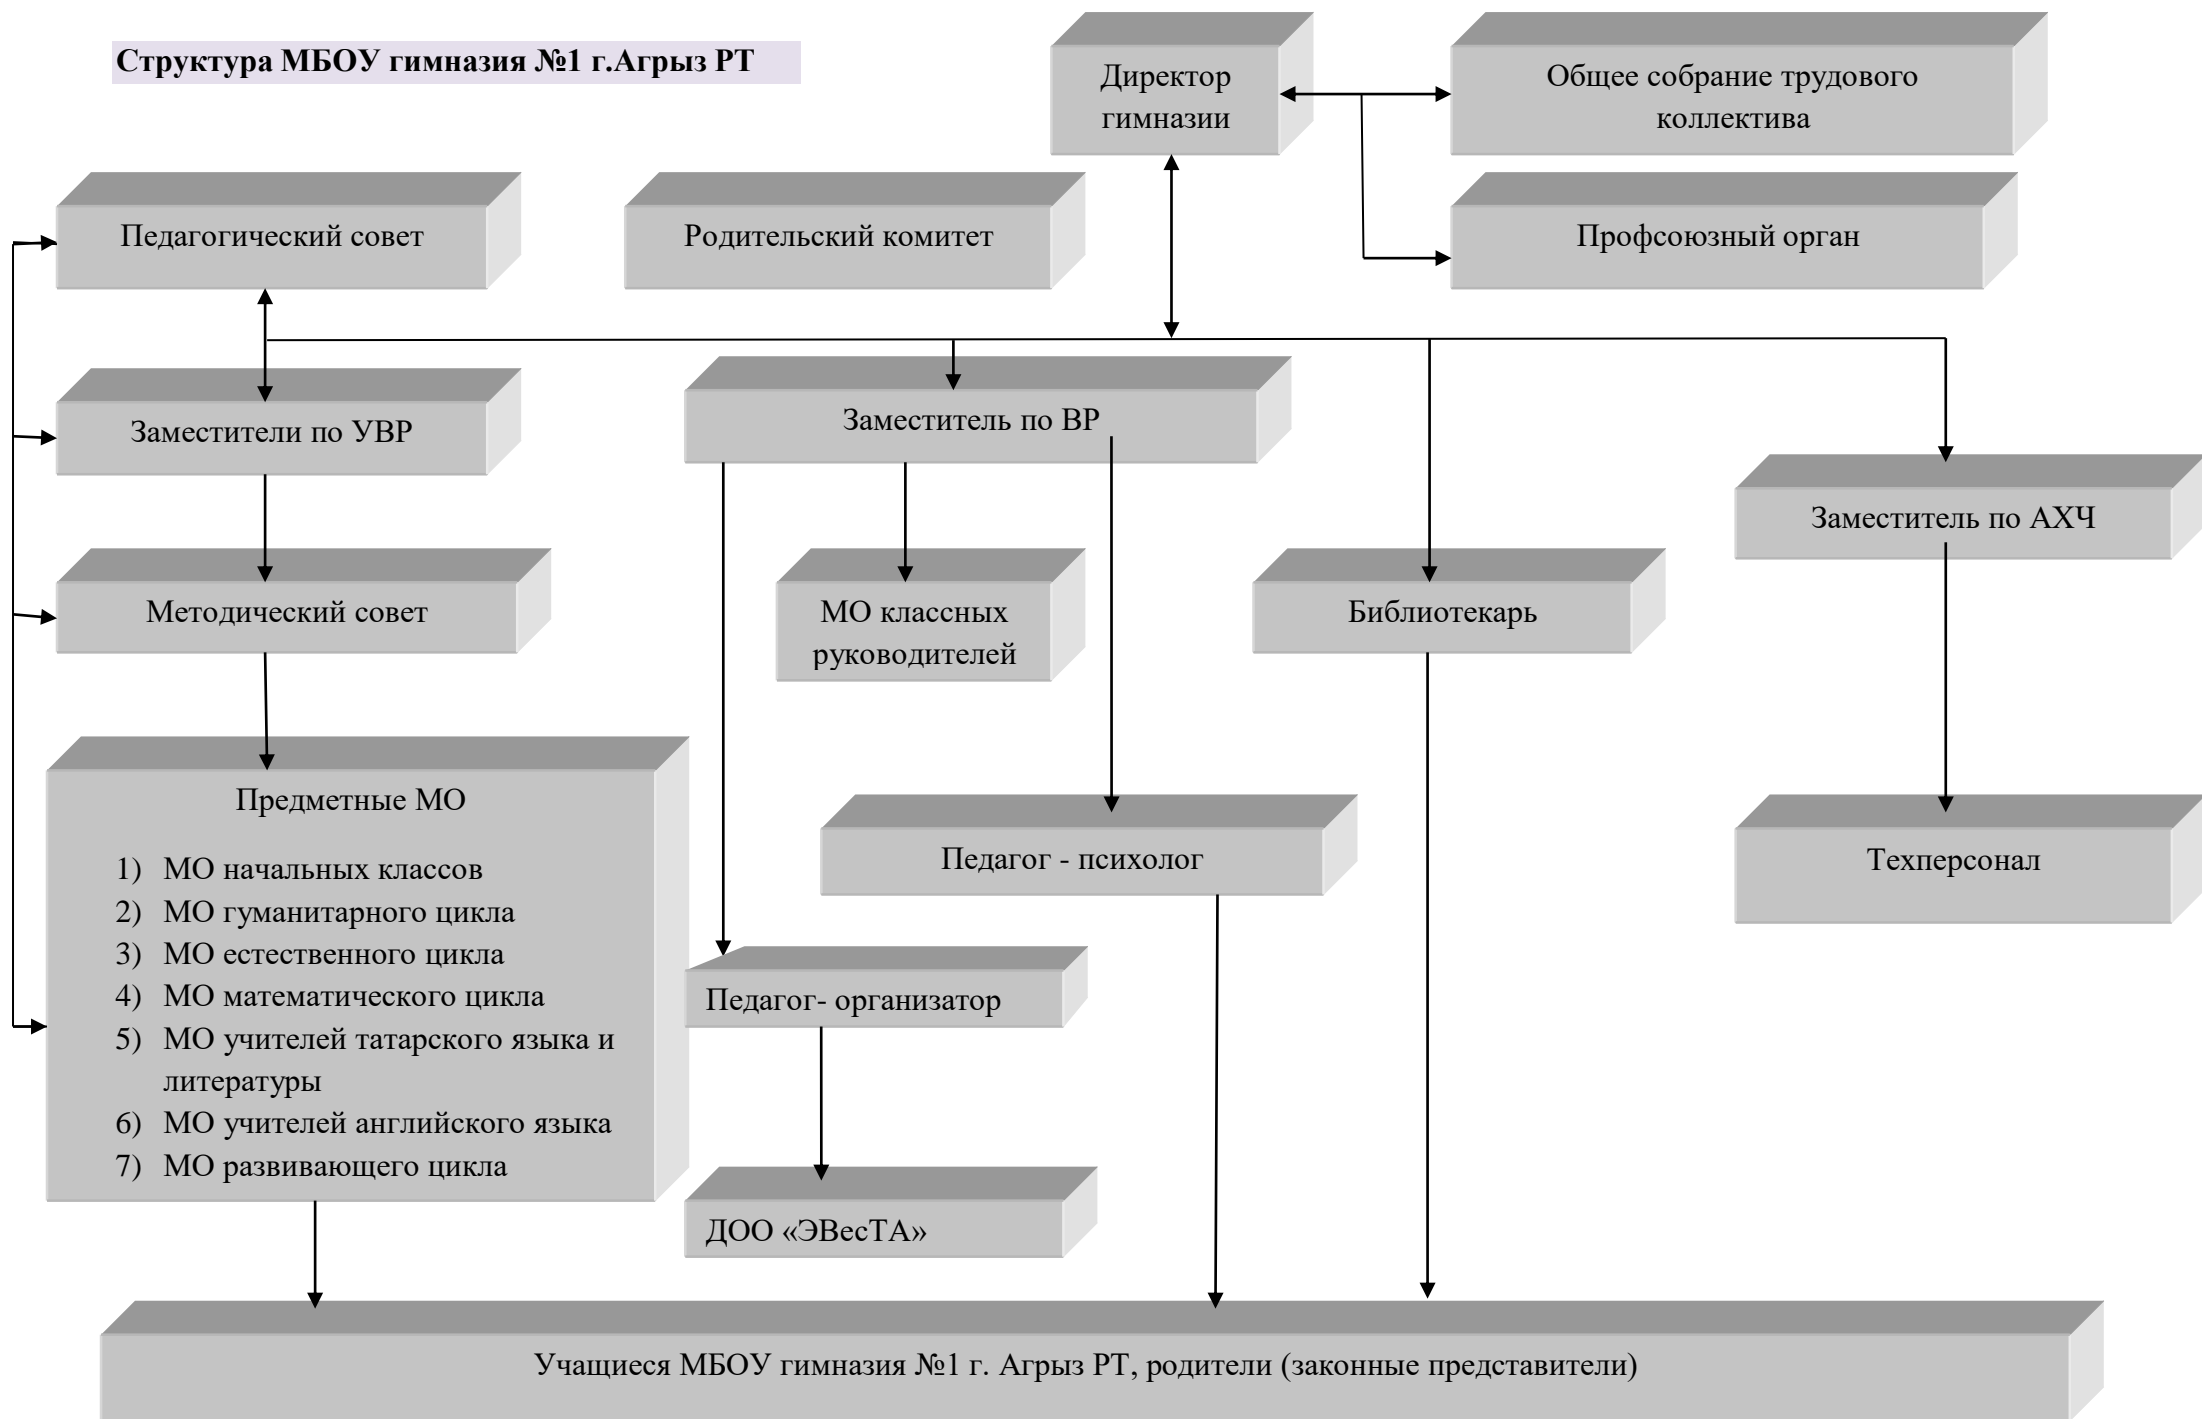 Структура МБОУ гимназия №1 г.Агрыз РТ
Директор
гимназии
Общее собрание трудового
коллектива
Педагогический совет
Родительский комитет
Профсоюзный орган
Заместители по УВР
Заместитель по ВР
Заместитель по АХЧ
Методический совет
МО классных
руководителей
Библиотекарь
Предметные МО
1) МО начальных классов
2) МО гуманитарного цикла
3) МО естественного цикла
4) МО математического цикла
5) МО учителей татарского языка и
литературы
6) МО учителей английского языка
7) МО развивающего цикла
Педагог - психолог
Техперсонал
Педагог- организатор
ДОО «ЭВесТА»
Учащиеся МБОУ гимназия №1 г. Агрыз РТ, родители (законные представители)